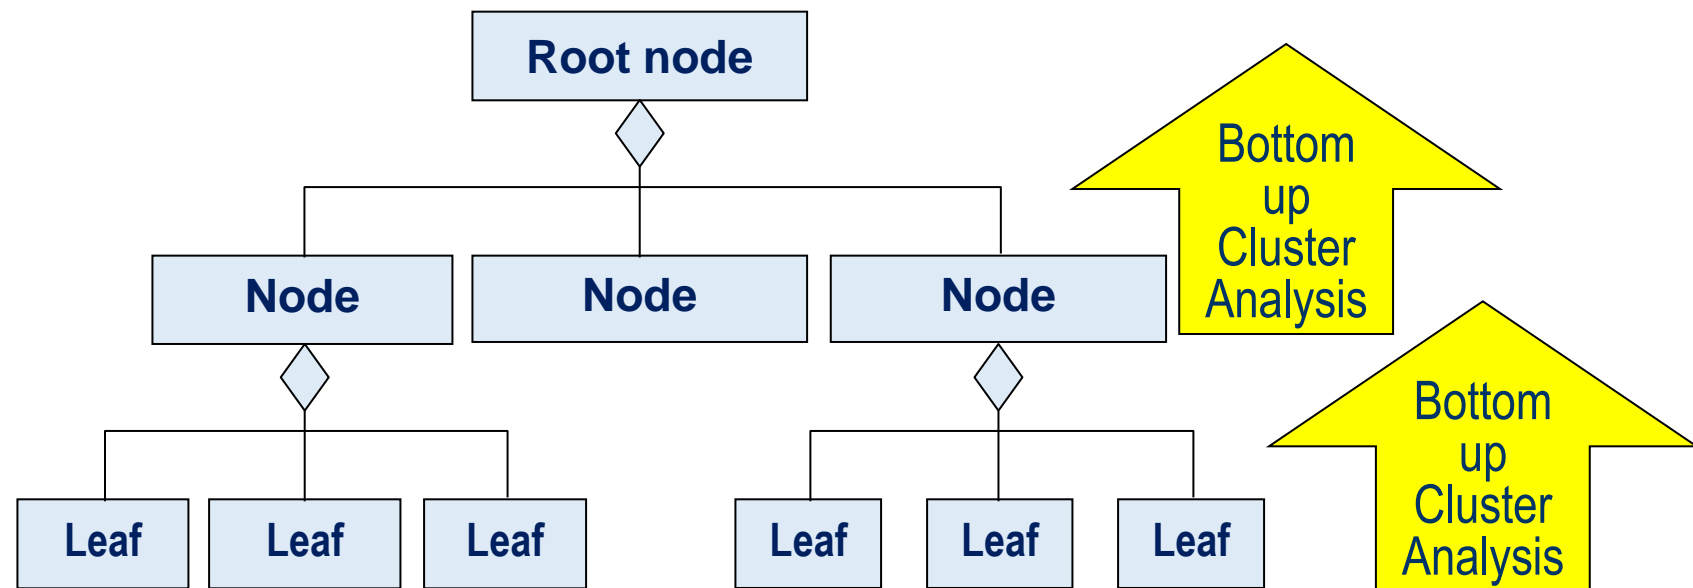 Root node
Bottom
up
Cluster
Analysis
Node
Node
Node
Bottom
up
Cluster
Analysis
Leaf
Leaf
Leaf
Leaf
Leaf
Leaf